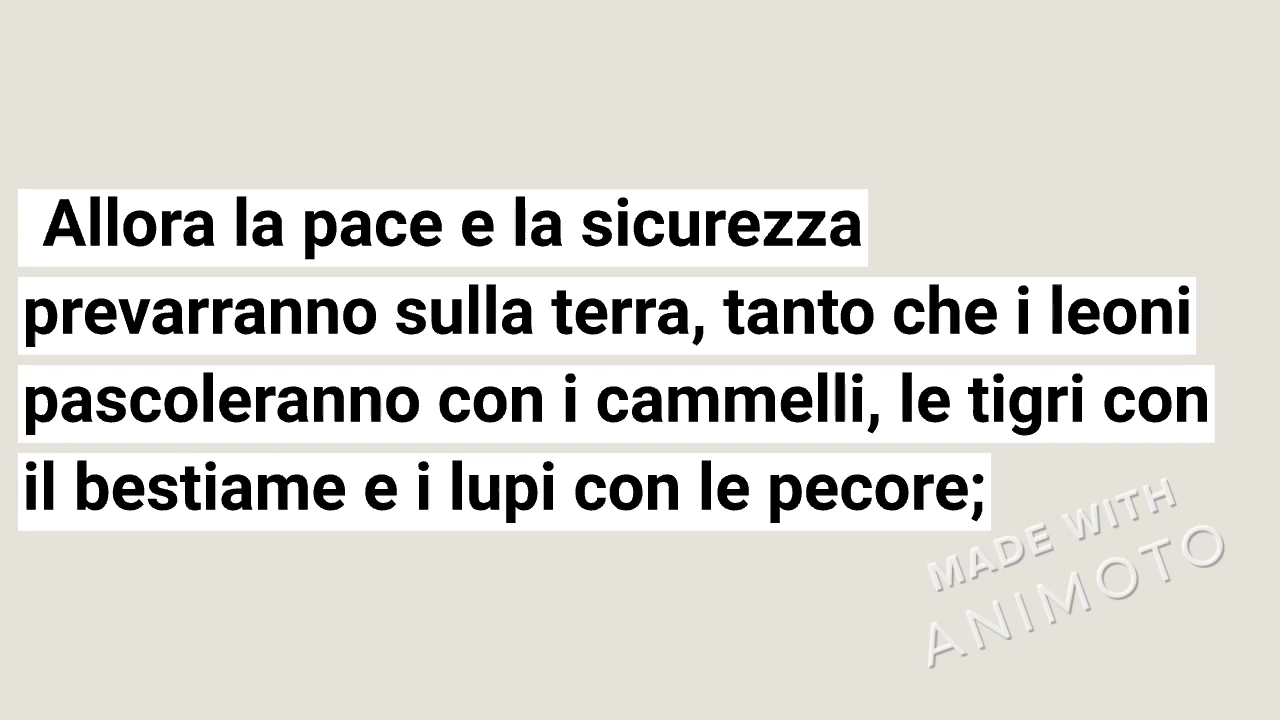 Allora la pace e la sicurezza
prevarranno sulla terra, tanto che i leoni
pascoleranno con i cammelli, le tigri con
il bestiame e i lupi con le pecore;
MADE WITH
ANIMOTO